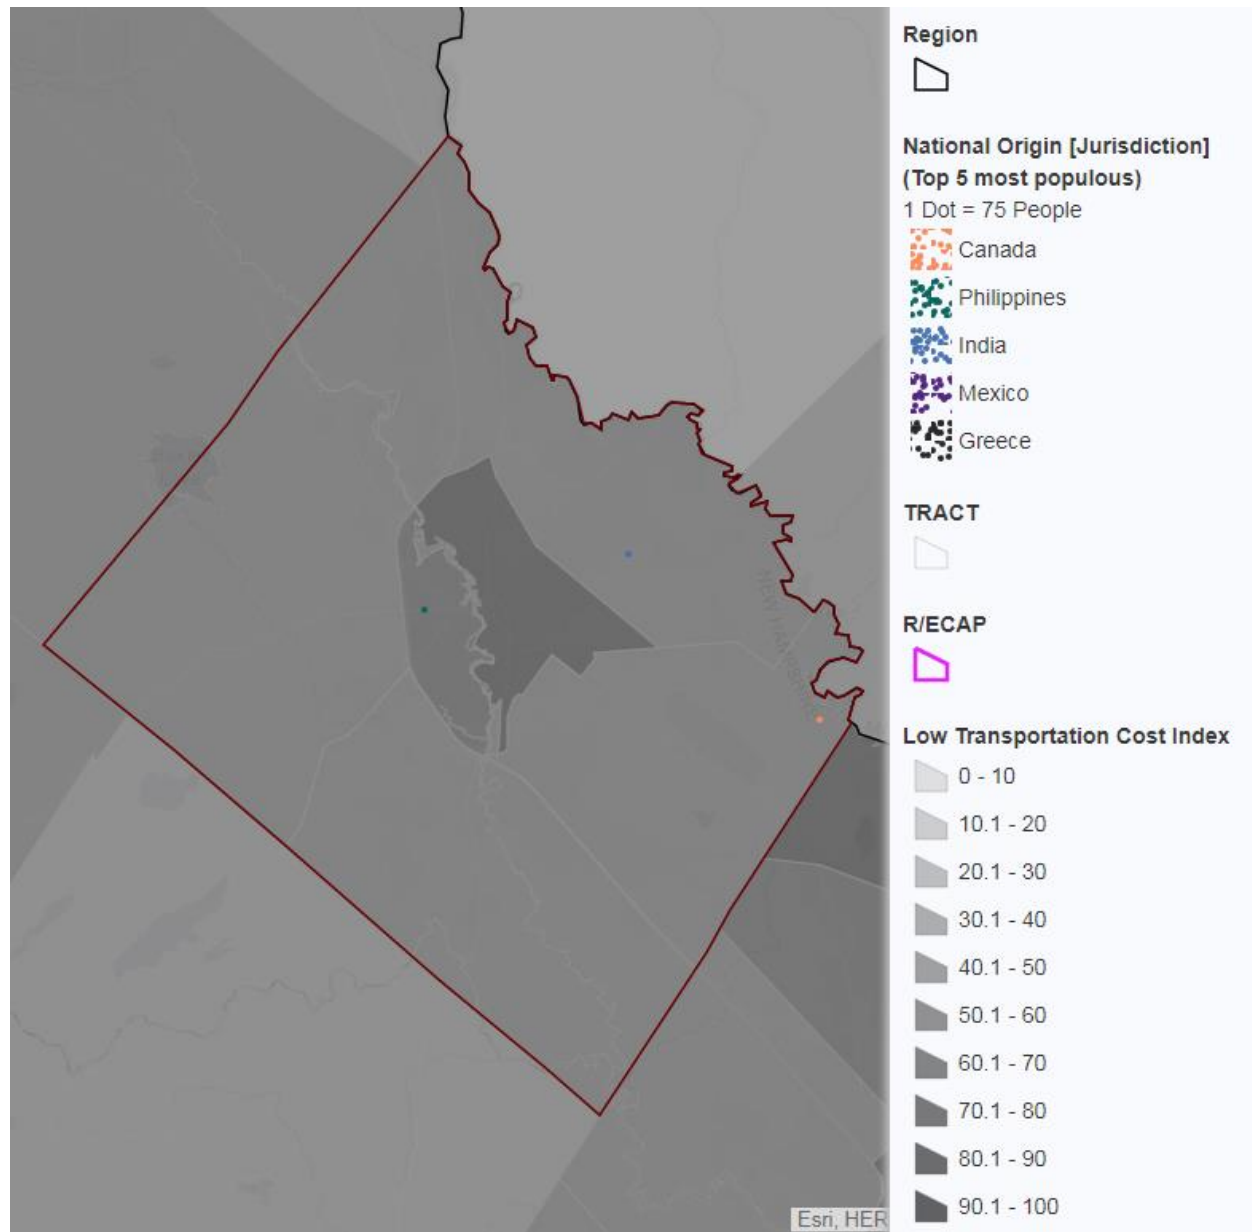 Region
National Origin [Jurisdiction]
(Top 5 most populous)
1 Dot = 75 People
Canada
Philippines
India
Mexico
Greece
TRACT
R/ECAP
Low Transportation Cost Index
0 - 10
10.1 - 20
20.1 - 30
30.1 - 40
40.1 - 50
50.1 - 60
60.1 - 70
70.1 - 80
80.1 - 90
90.1 - 100
NEW HAMPSHIRE
Esri, HER